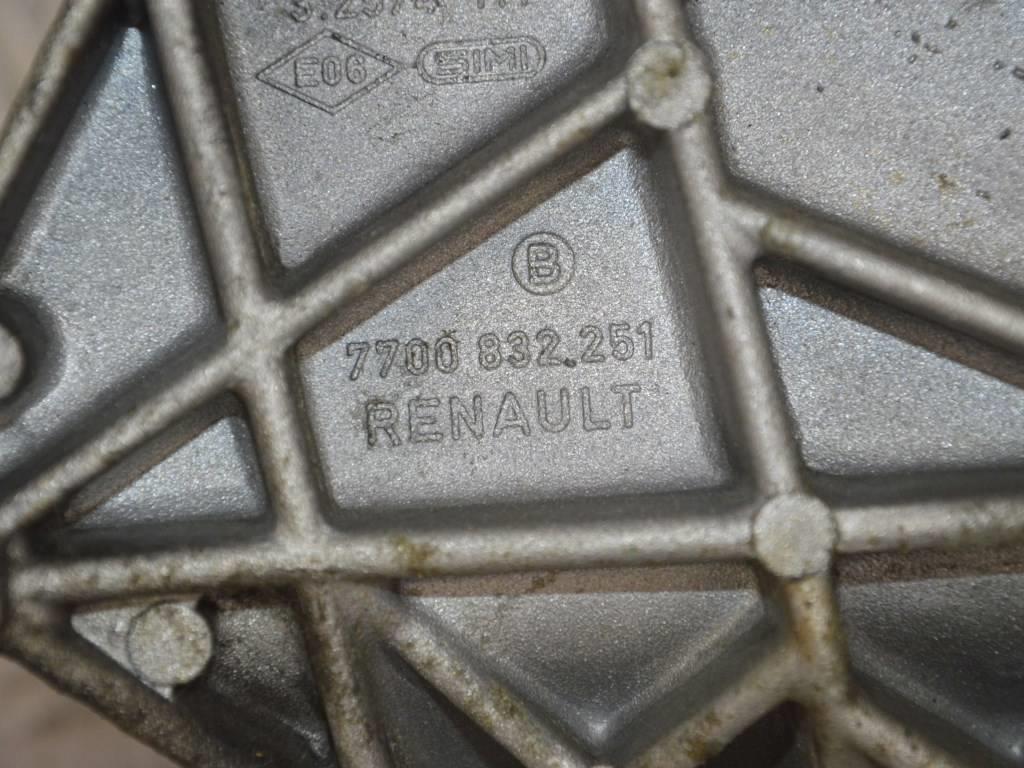 E06 SIMI
B
7700 832.251
RENAULT